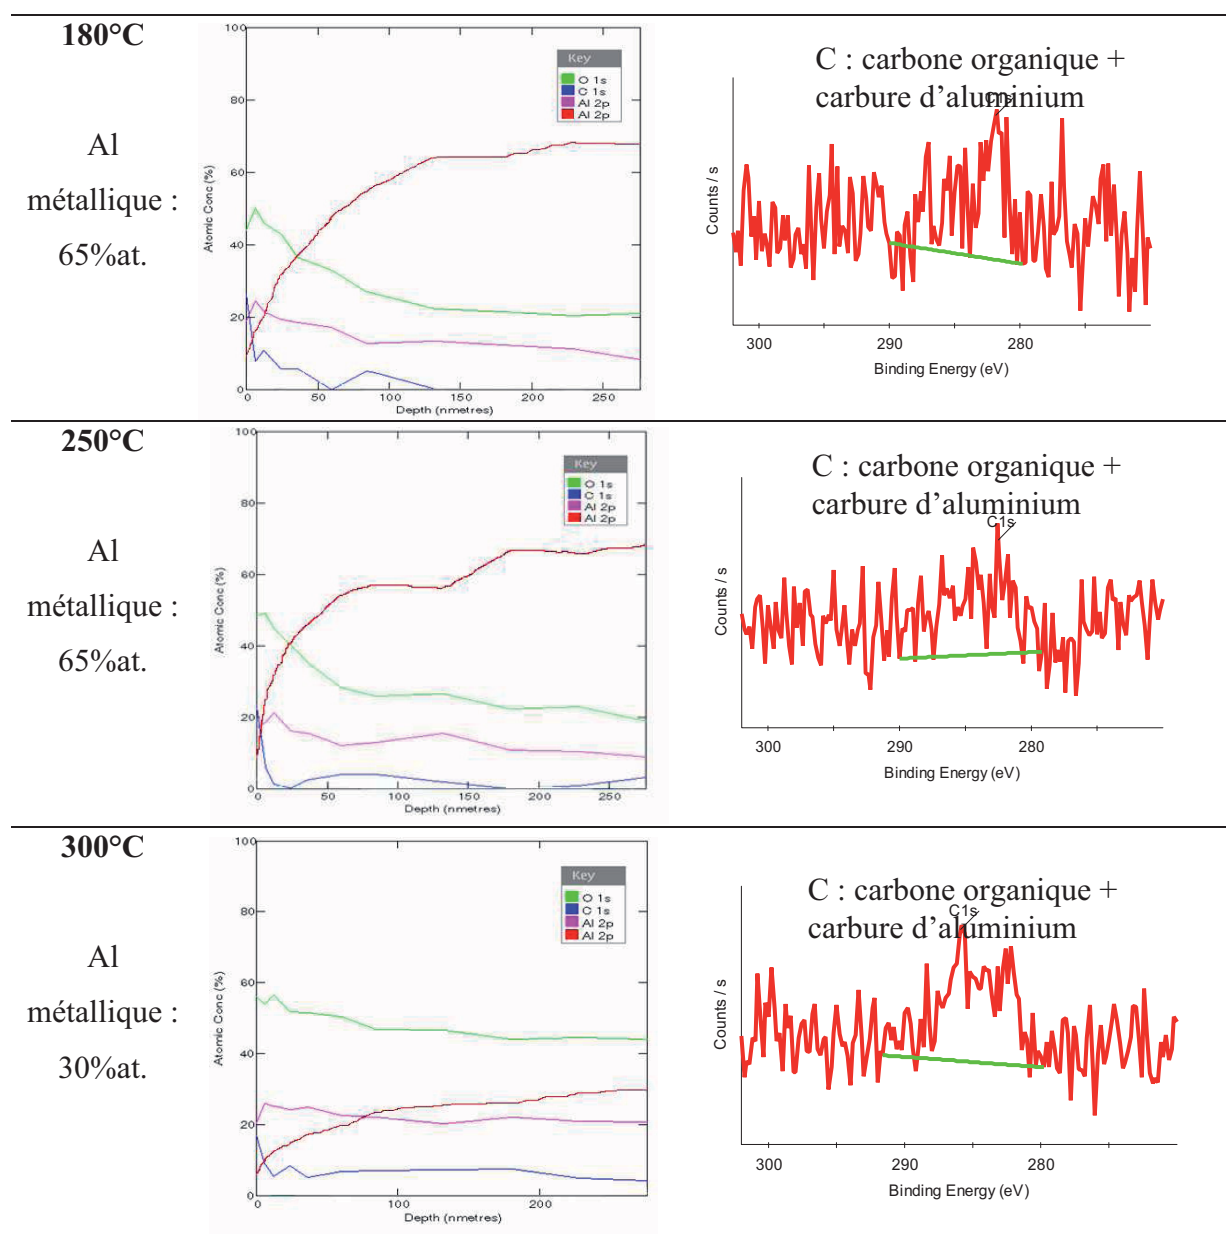 180°C
Al
métallique :
65%at.
100
80
60
40
20
0
Atomic Conc (%)
Key
O 1s
C 1s
Al 2p
Al 2p
0
50
100
150
200
250
Depth (nmetres)
C : carbone organique +
carbure d'aluminium
C1s
Counts / s
300
290
280
Binding Energy (eV)
250°C
Al
métallique :
65%at.
100
80
60
40
20
0
Atomic Conc (%)
Key
O 1s
C 1s
Al 2p
Al 2p
0
50
100
150
200
250
Depth (nmetres)
C : carbone organique +
carbure d'aluminium
C1s
Counts / s
300
290
280
Binding Energy (eV)
300°C
Al
métallique :
30%at.
100
80
60
40
20
0
Atomic Conc (%)
Key
O 1s
C 1s
Al 2p
Al 2p
0
100
200
Depth (nmetres)
C : carbone organique +
carbure d'aluminium
C1s
Counts / s
300
290
280
Binding Energy (eV)